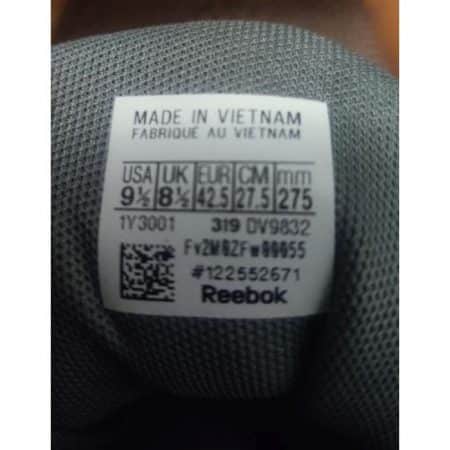 MADE IN VIETNAM
FABRIQUÉ AU VIETNAM
USA UK EUR CM mm
9½ 8½ 42.5 27.5 275
1Y3001 319 DV9832
#122552671
Reebok